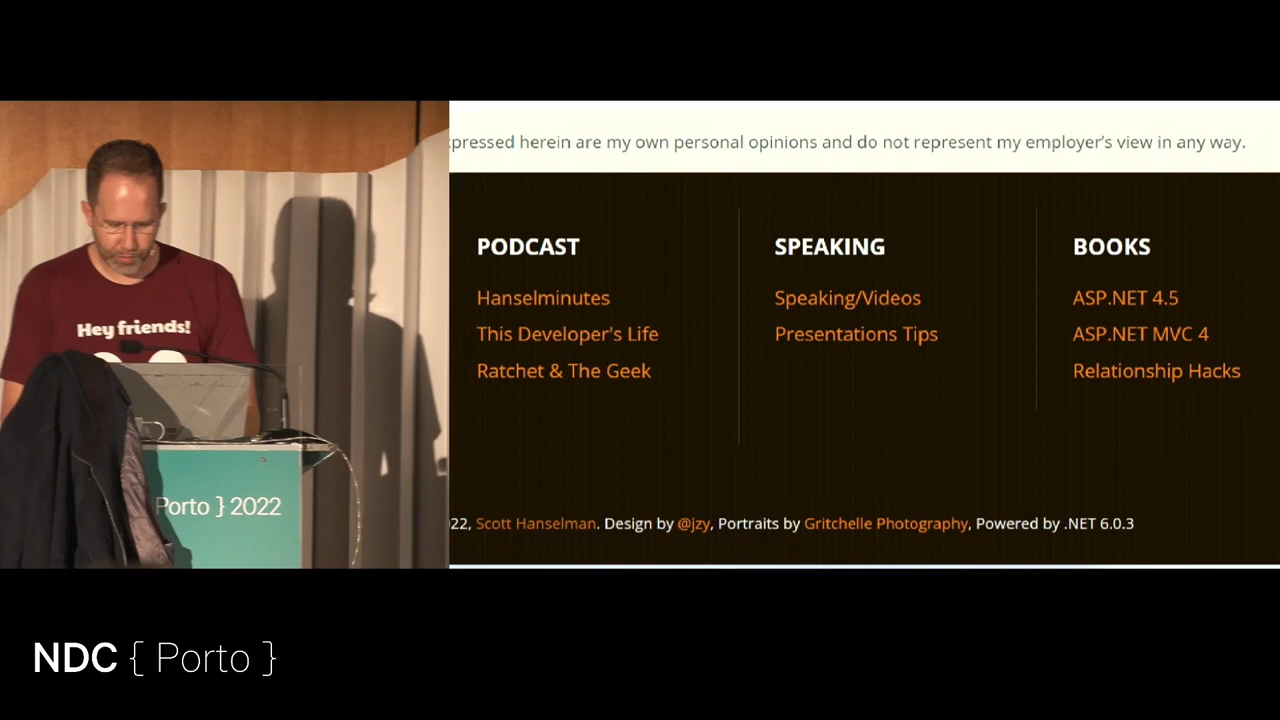 expressed herein are my own personal opinions and do not represent my employer's view in any way.
PODCAST
Hanselminutes
This Developer's Life
Ratchet & The Geek
SPEAKING
Speaking/Videos
Presentations Tips
BOOKS
ASP.NET 4.5
ASP.NET MVC 4
Relationship Hacks
22, Scott Hanselman. Design by @jzy, Portraits by Gritchelle Photography, Powered by .NET 6.0.3
Hey friends!
Porto } 2022
NDC { Porto }